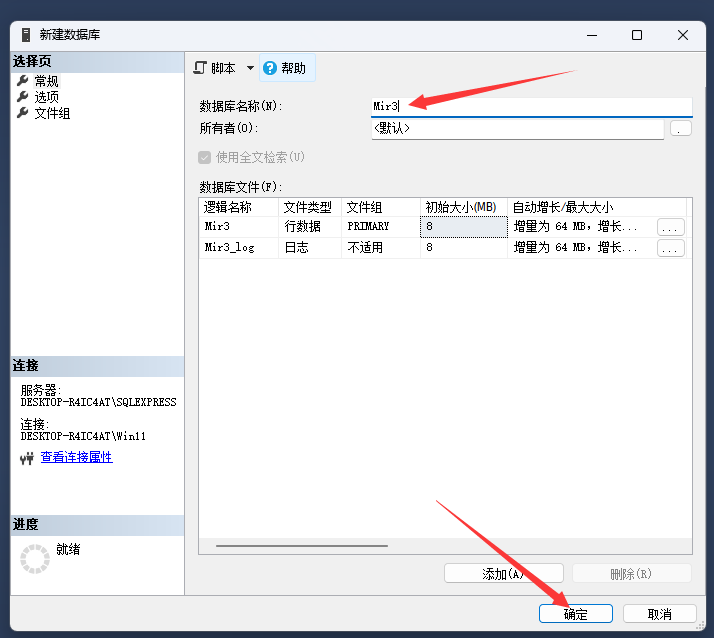 新建数据库
选择页
常规
选项
文件组
脚本 帮助
数据库名称(N): Mir3
所有者(O): <默认> ...
使用全文检索(U)
数据库文件(F):
逻辑名称 文件类型 文件组 初始大小(MB) 自动增长/最大大小
Mir3 行数据 PRIMARY 8 增量为 64 MB，增长... ...
Mir3_log 日志 不适用 8 增量为 64 MB，增长... ...
连接
服务器:
DESKTOP-R4IC4AT\SQLEXPRESS
连接:
DESKTOP-R4IC4AT\Win11
查看连接属性
进度
就绪
添加(A) 删除(R)
确定 取消